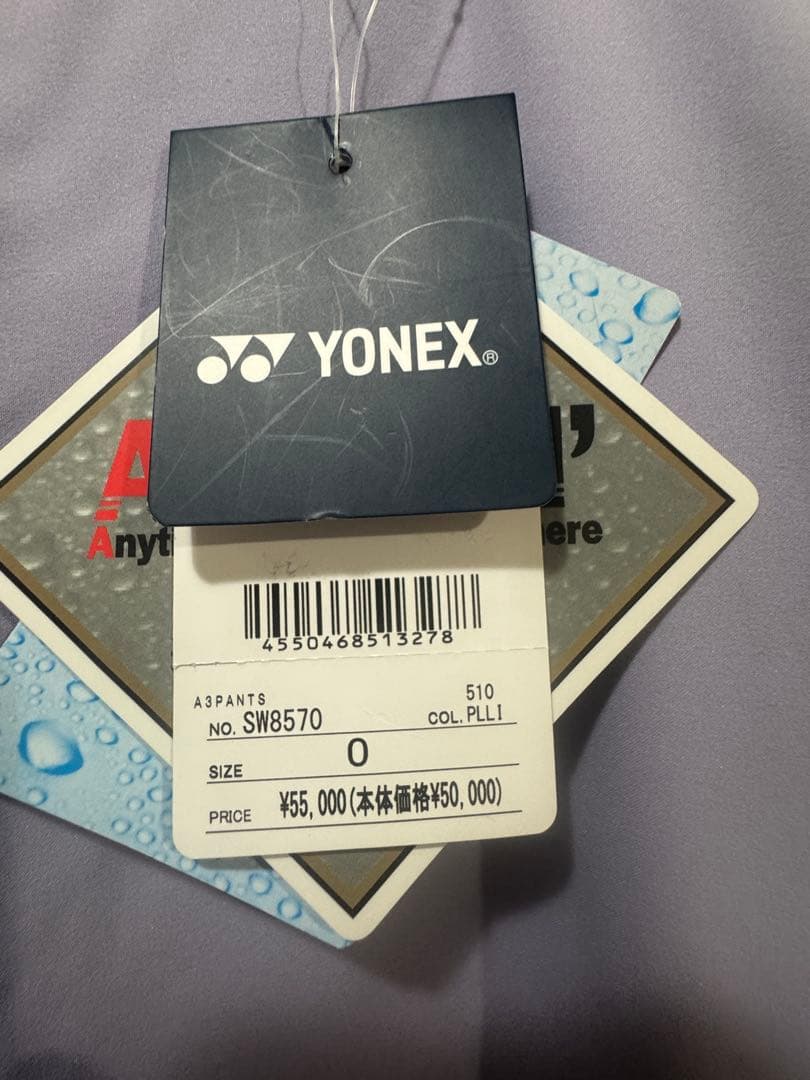 YONEX®
Anyt
ere
4550468513278
A3PANTS
510
NO. SW8570
COL. PLLI
SIZE
O
PRICE
¥55,000(本体価格¥50,000)